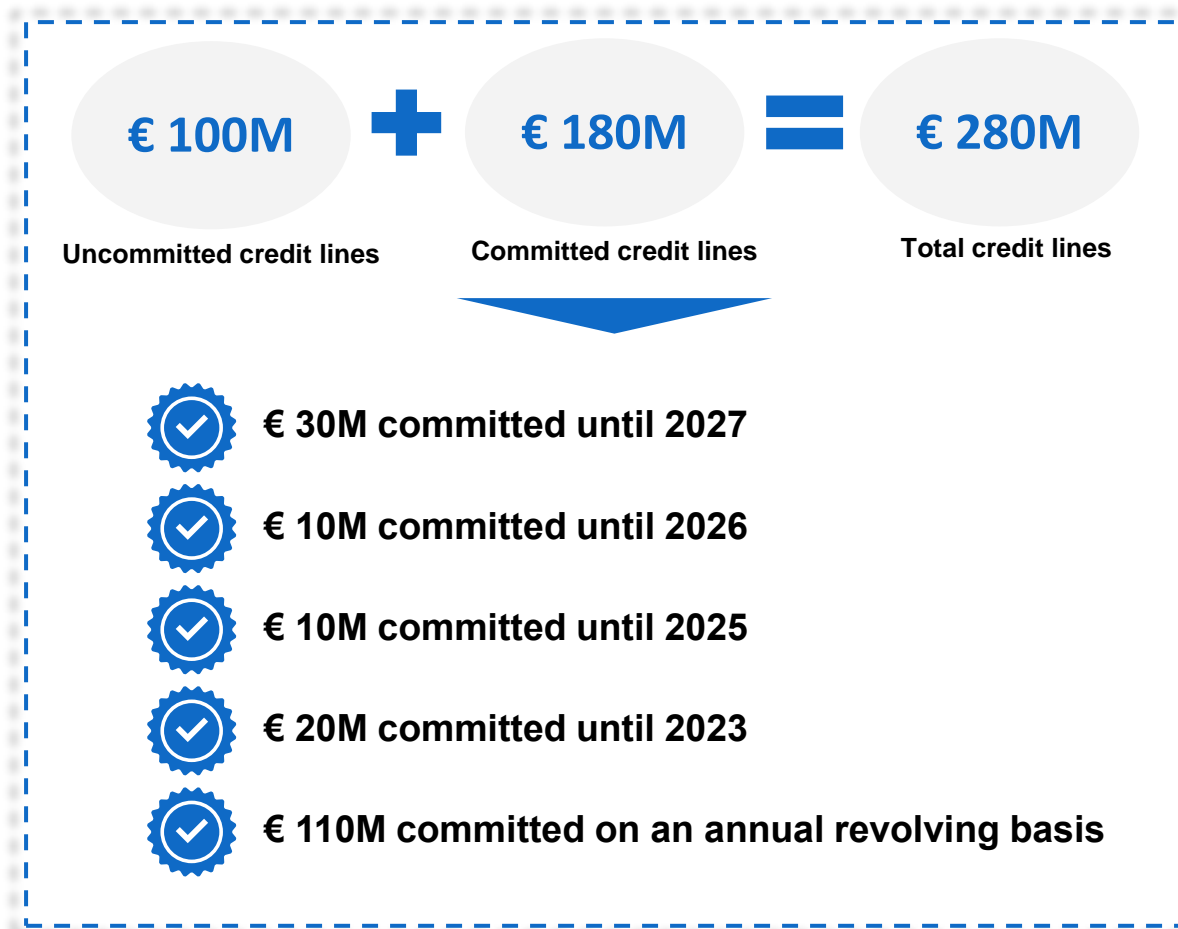 € 100M
€ 180M
€ 280M
Uncommitted credit lines
Committed credit lines
Total credit lines
€ 30M committed until 2027
€ 10M committed until 2026
€ 10M committed until 2025
€ 20M committed until 2023
€ 110M committed on an annual revolving basis